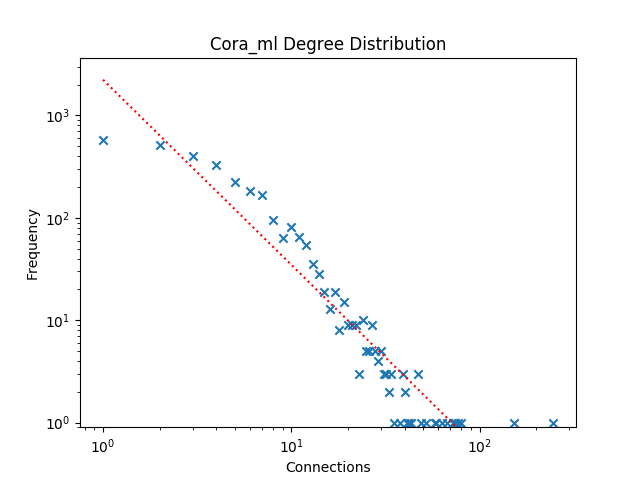 Cora_ml Degree Distribution
Frequency
10³
10²
10¹
10⁰
10⁰ 10¹ 10²
Connections